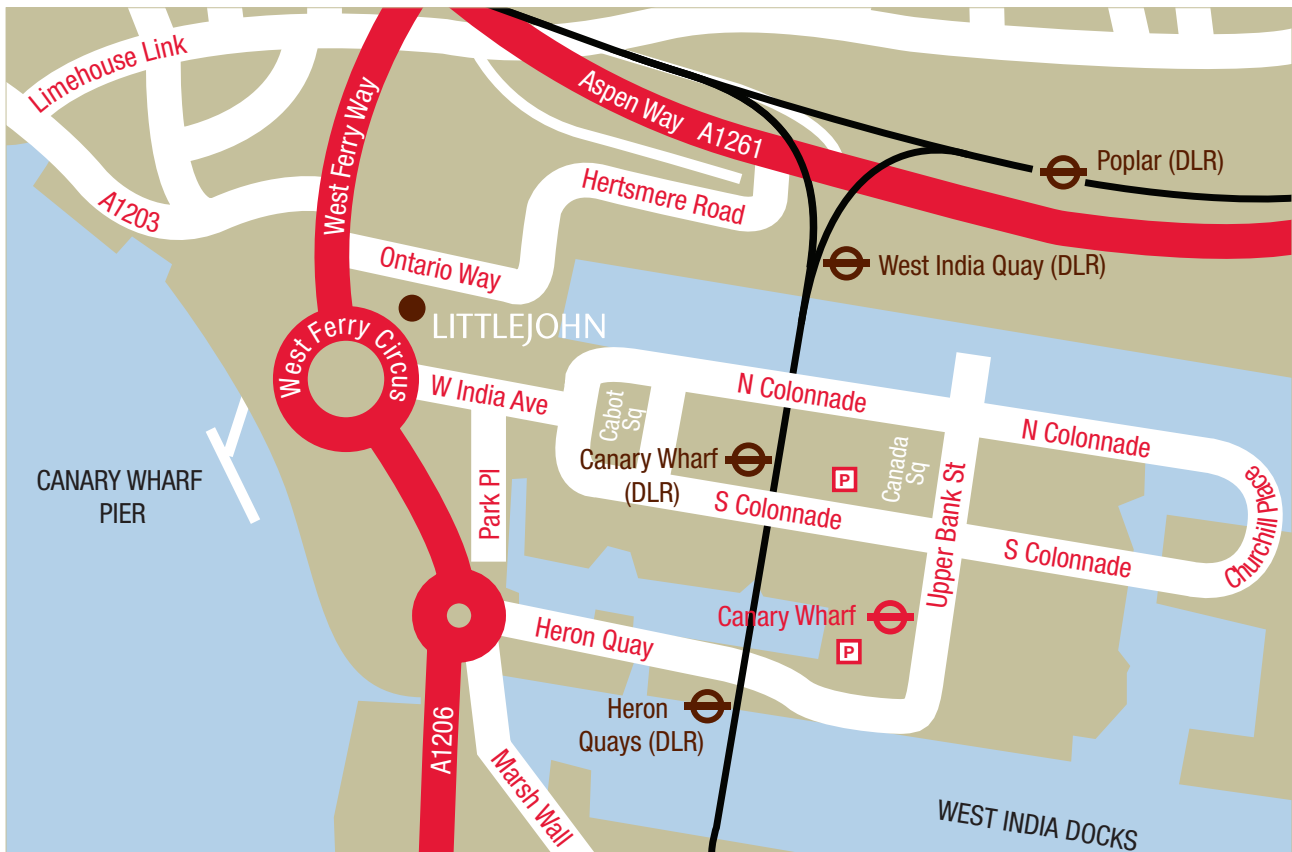 Limehouse Link
West Ferry Way
Aspen Way A1261
Poplar (DLR)
Hertsmere Road
A1203
Ontario Way
West India Quay (DLR)
LITTLEJOHN
West Ferry Circus
W India Ave
N Colonnade
N Colonnade
Cabot
Sq
Canary Wharf
(DLR)
Canada
Sq
P
CANARY WHARF
PIER
Park Pl
S Colonnade
Upper Bank St
S Colonnade
Churchill Place
Canary Wharf
P
Heron Quay
Heron
Quays (DLR)
A1206
Marsh Wall
WEST INDIA DOCKS